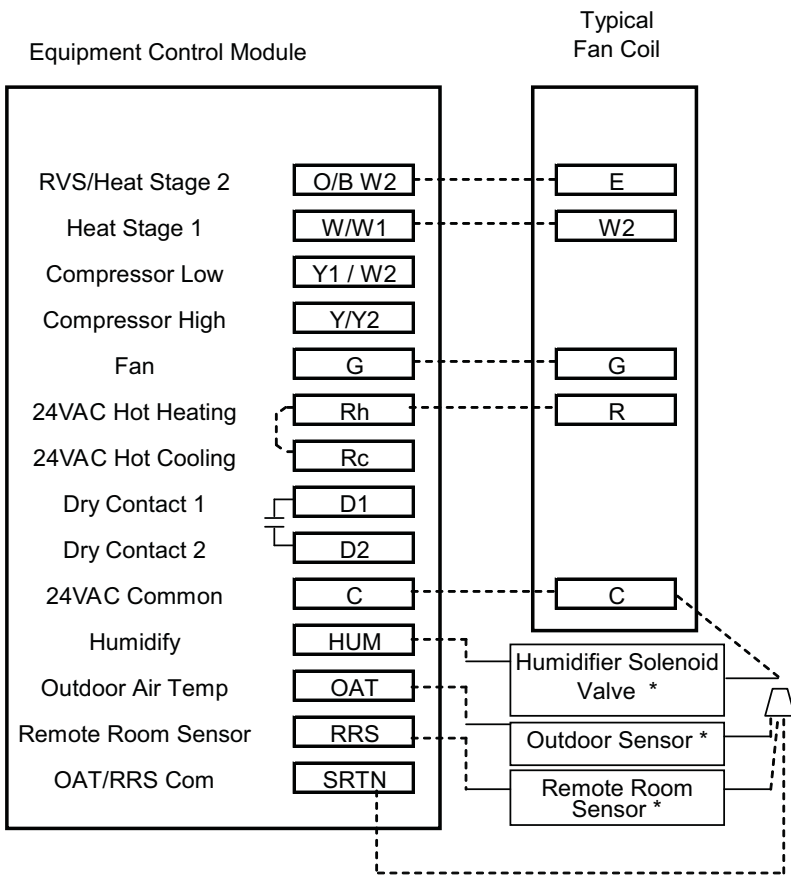 Typical
Fan Coil
Equipment Control Module
RVS/Heat Stage 2 O/B W2 E
Heat Stage 1 W/W1 W2
Compressor Low Y1 / W2
Compressor High Y/Y2
Fan G G
24VAC Hot Heating Rh R
24VAC Hot Cooling Rc
Dry Contact 1 D1
Dry Contact 2 D2
24VAC Common C C
Humidify HUM
Humidifier Solenoid
Valve *
Outdoor Air Temp OAT
Outdoor Sensor *
Remote Room Sensor RRS
Remote Room
Sensor *
OAT/RRS Com SRTN